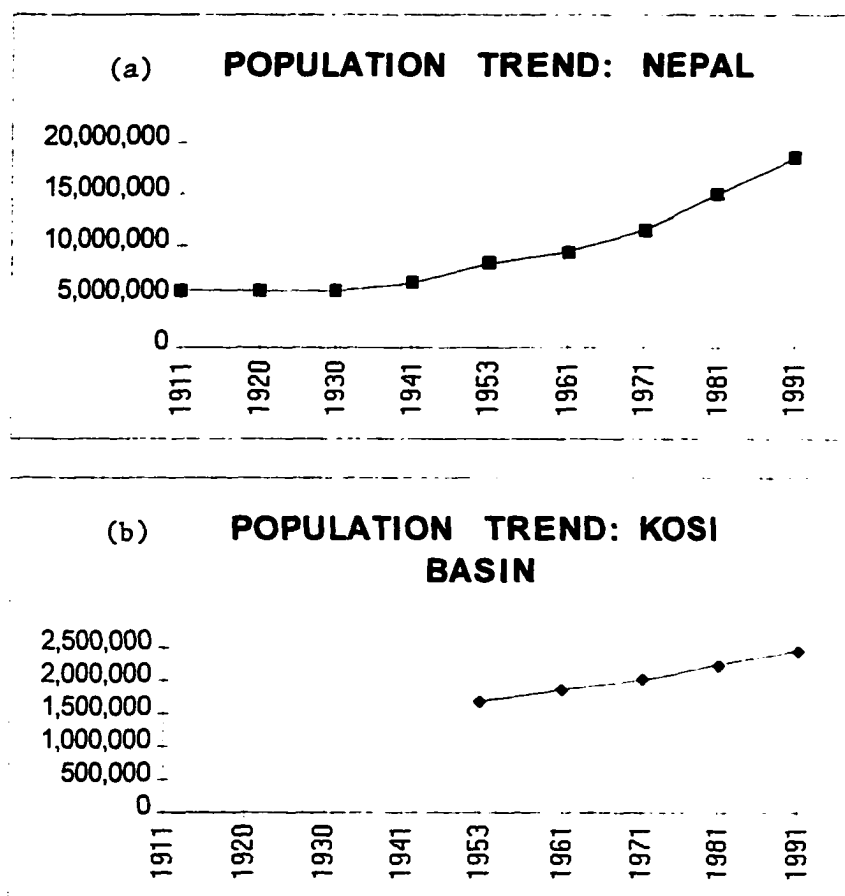 (a) POPULATION TREND: NEPAL
20,000,000
15,000,000
10,000,000
5,000,000
0
1911 1920 1930 1941 1953 1961 1971 1981 1991
(b) POPULATION TREND: KOSI
BASIN
2,500,000
2,000,000
1,500,000
1,000,000
500,000
0
1911 1920 1930 1941 1953 1961 1971 1981 1991